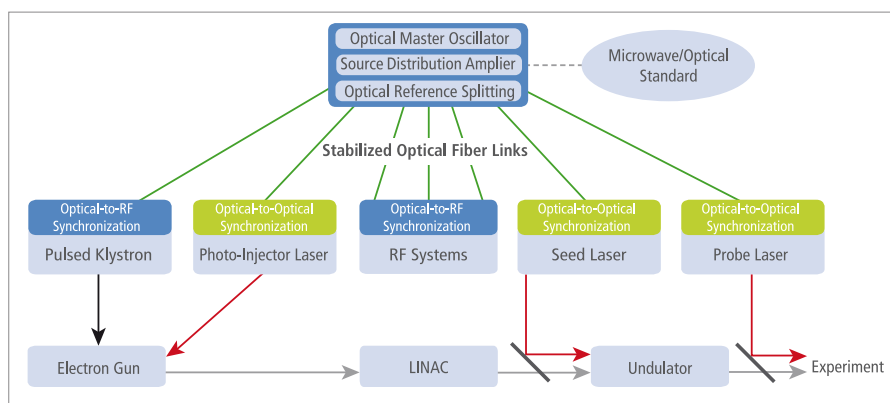 Optical Master Oscillator
Source Distribution Amplier
Optical Reference Splitting
Microwave/Optical
Standard
Stabilized Optical Fiber Links
Optical-to-RF
Synchronization
Pulsed Klystron
Optical-to-Optical
Synchronization
Photo-Injector Laser
Optical-to-RF
Synchronization
RF Systems
Optical-to-Optical
Synchronization
Seed Laser
Optical-to-Optical
Synchronization
Probe Laser
Electron Gun
LINAC
Undulator
Experiment